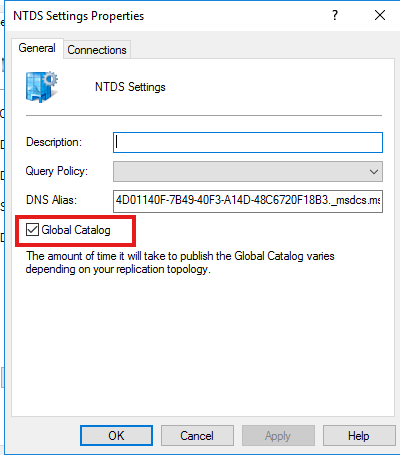 NTDS Settings Properties
General
Connections
NTDS Settings
Description:
Query Policy:
DNS Alias: 4D01140F-7B49-40F3-A14D-48C6720F18B3._msdcs.ms
Global Catalog
The amount of time it will take to publish the Global Catalog varies
depending on your replication topology.
OK Cancel Apply Help